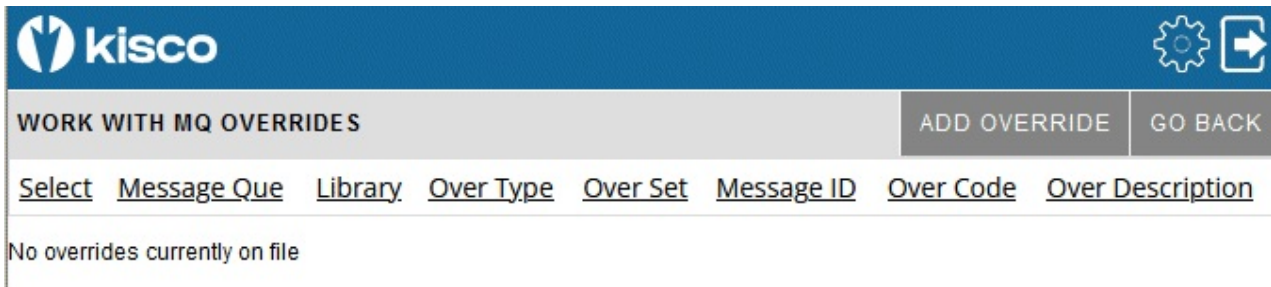 kisco
WORK WITH MQ OVERRIDES ADD OVERRIDE GO BACK
Select Message Que Library Over Type Over Set Message ID Over Code Over Description
No overrides currently on file